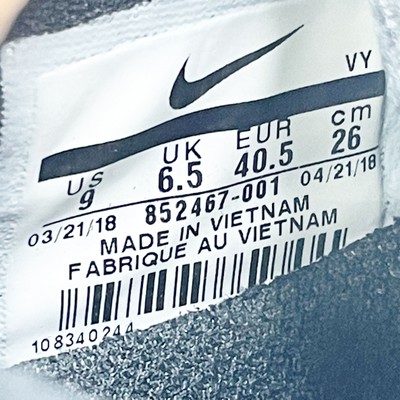 VY
US UK EUR cm
9 6.5 40.5 26
03/21/18 852467-001 04/21/18
MADE IN VIETNAM
FABRIQUE AU VIETNAM
108340244